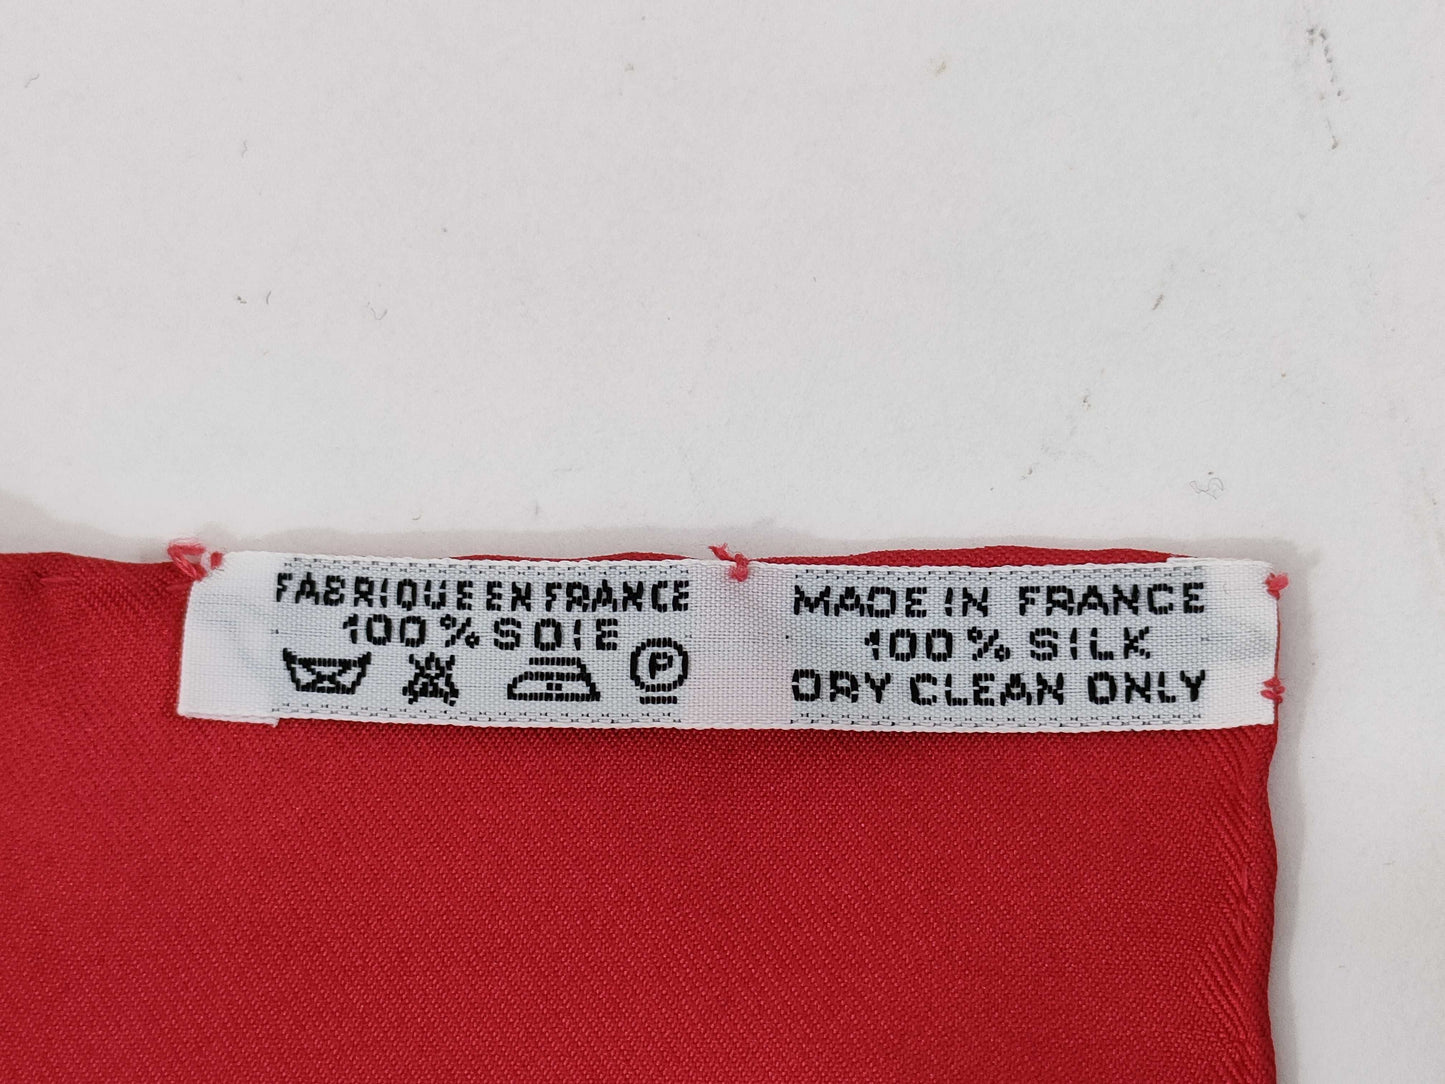 FABRIQUE EN FRANCE
100% SOIE
P
MADE IN FRANCE
100% SILK
DRY CLEAN ONLY